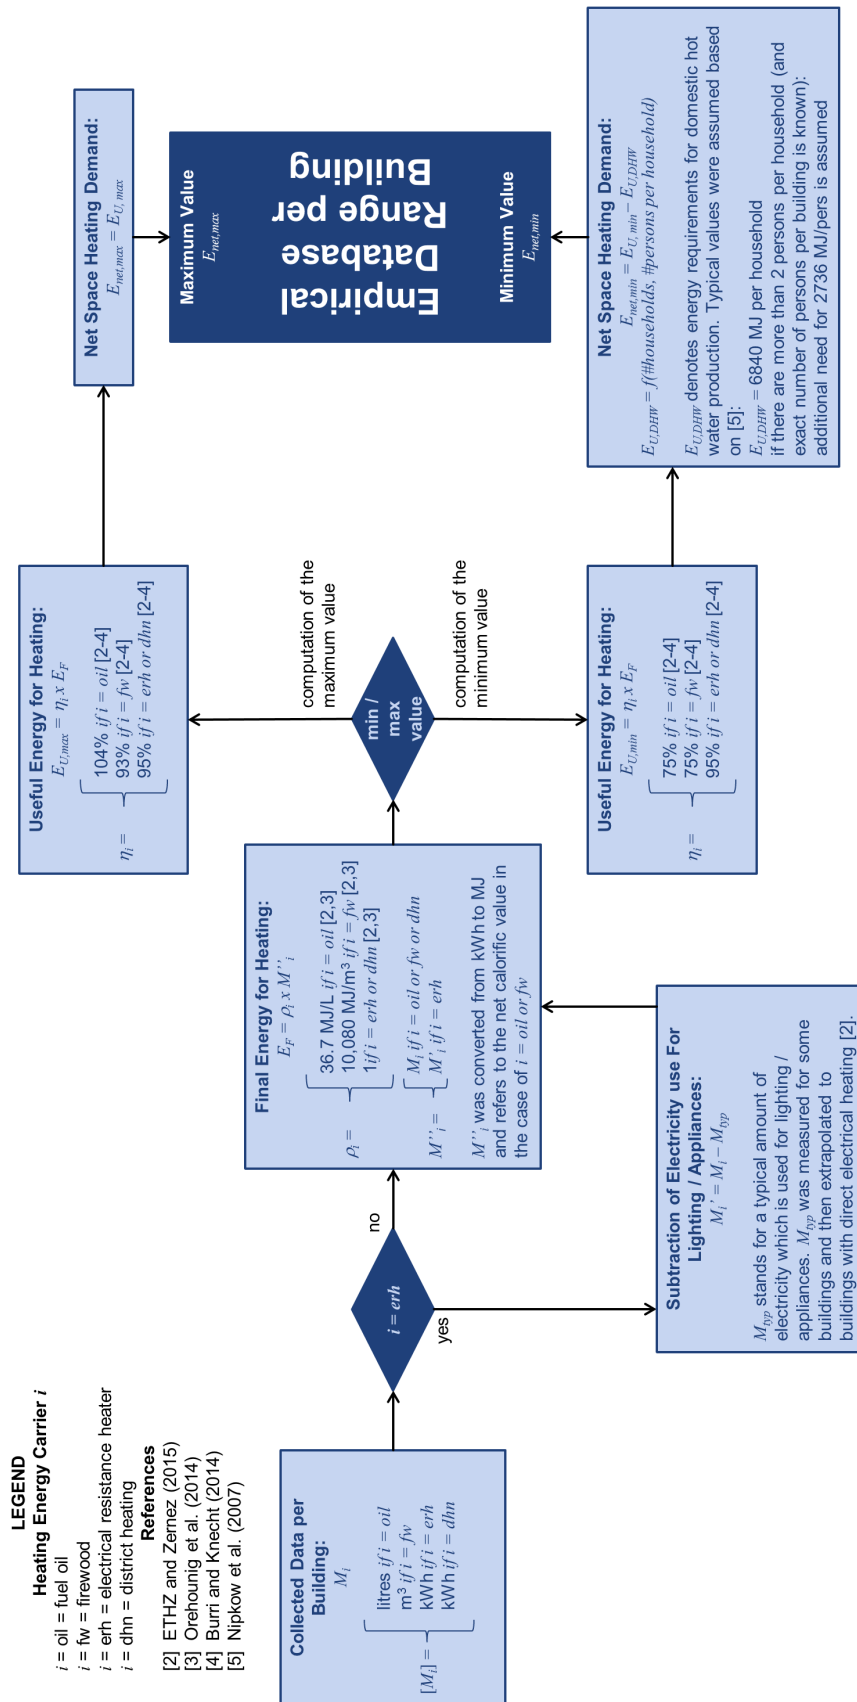 LEGEND
Heating Energy Carrier i
i = oil = fuel oil
i = fw = firewood
i = erh = electrical resistance heater
i = dhn = district heating
References
[2] ETHZ and Zernez (2015)
[3] Orehounig et al. (2014)
[4] Burri and Knecht (2014)
[5] Nipkow et al. (2007)
Collected Data per
Building:
M_i
[M_i] =
litres if i = oil
m³ if i = fw
kWh if i = erh
kWh if i = dhn
i = erh
no
yes
Subtraction of Electricity use For
Lighting / Appliances:
M_i' = M_i – M_typ
M_typ stands for a typical amount of
electricity which is used for lighting /
appliances. M_typ was measured for some
buildings and then extrapolated to
buildings with direct electrical heating [2].
Final Energy for Heating:
E_F = ρ_i x M''_i
ρ_i =
36.7 MJ/L if i = oil [2,3]
10,080 MJ/m³ if i = fw [2,3]
1if i = erh or dhn [2,3]
M''_i =
M_i if i = oil or fw or dhn
M'_i if i = erh
M''_i was converted from kWh to MJ
and refers to the net calorific value in
the case of i = oil or fw
min /
max
value
computation of the
maximum value
computation of the
minimum value
Useful Energy for Heating:
E_U,max = η_i x E_F
η_i =
104% if i = oil [2-4]
93% if i = fw [2-4]
95% if i = erh or dhn [2-4]
Useful Energy for Heating:
E_U,min = η_i x E_F
η_i =
75% if i = oil [2-4]
75% if i = fw [2-4]
95% if i = erh or dhn [2-4]
Net Space Heating Demand:
E_net,max = E_U, max
Net Space Heating Demand:
E_net,min = E_U, min – E_U,DHW
E_U,DHW = f(#households, #persons per household)
E_U,DHW denotes energy requirements for domestic hot
water production. Typical values were assumed based
on [5]:
E_U,DHW = 6840 MJ per household
if there are more than 2 persons per household (and
exact number of persons per building is known):
additional need for 2736 MJ/pers is assumed
Maximum Value
E_net,max
Empirical
Database
Range per
Building
Minimum Value
E_net,min